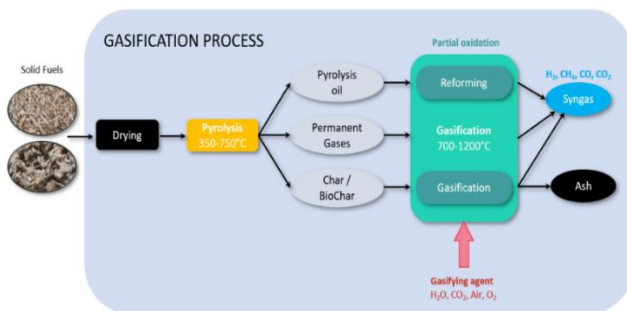 GASIFICATION PROCESS
Partial oxidation
Solid Fuels
H₂, CH₄, CO, CO₂
Pyrolysis
oil
Reforming
Syngas
Drying
Pyrolysis
350-750°C
Permanent
Gases
Gasification
700-1200°C
Char /
BioChar
Gasification
Ash
Gasifying agent
H₂O, CO₂, Air, O₂